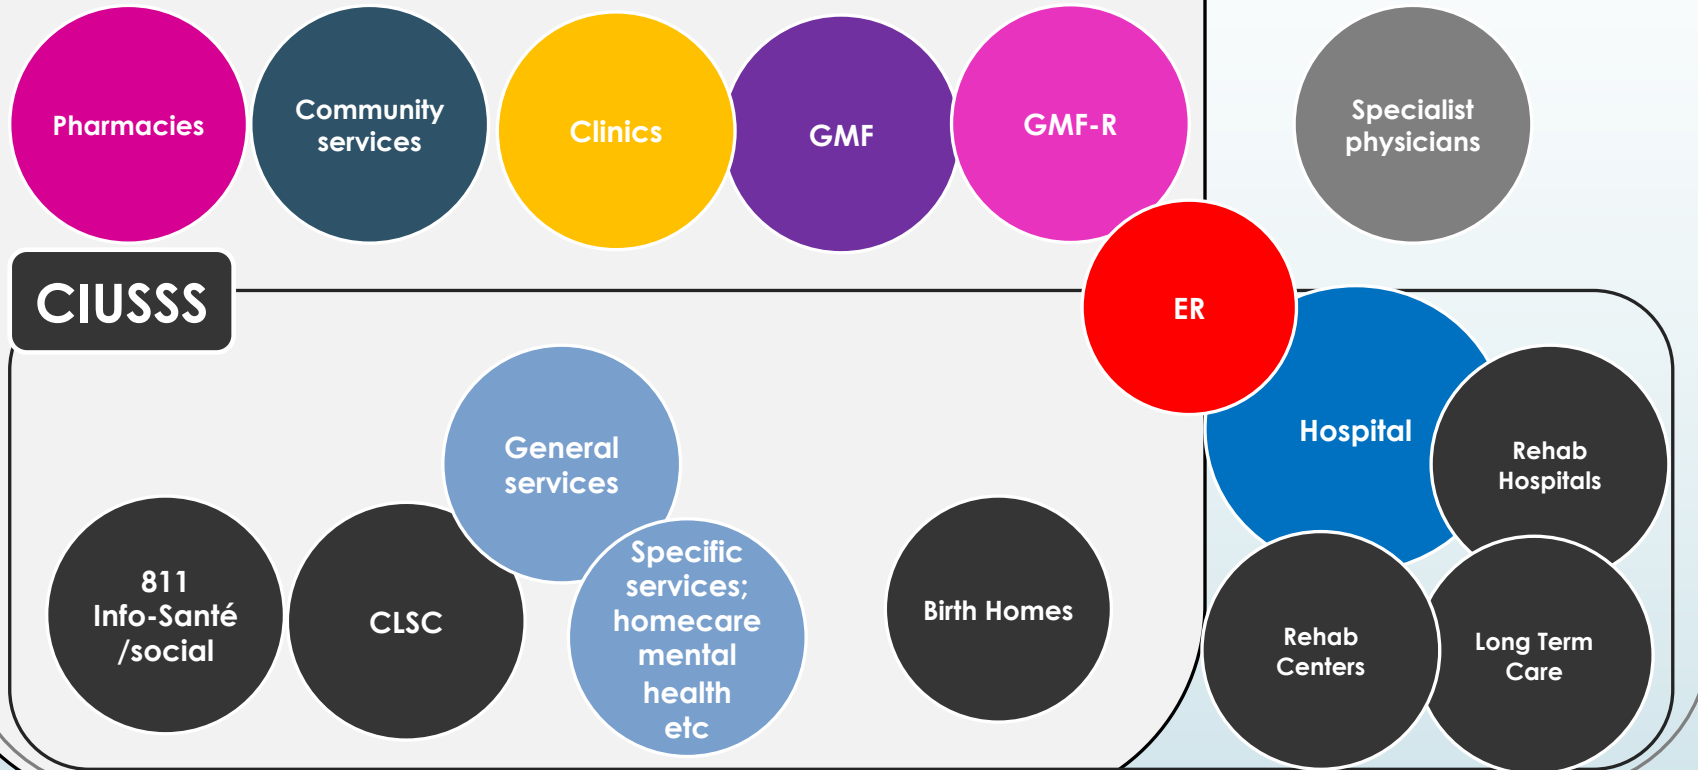 Pharmacies
Community
services
Clinics
GMF
GMF-R
Specialist
physicians
CIUSSS
ER
General
services
Hospital
Rehab
Hospitals
811
Info-Santé
/social
CLSC
Specific
services;
homecare
mental
health
etc
Birth Homes
Rehab
Centers
Long Term
Care